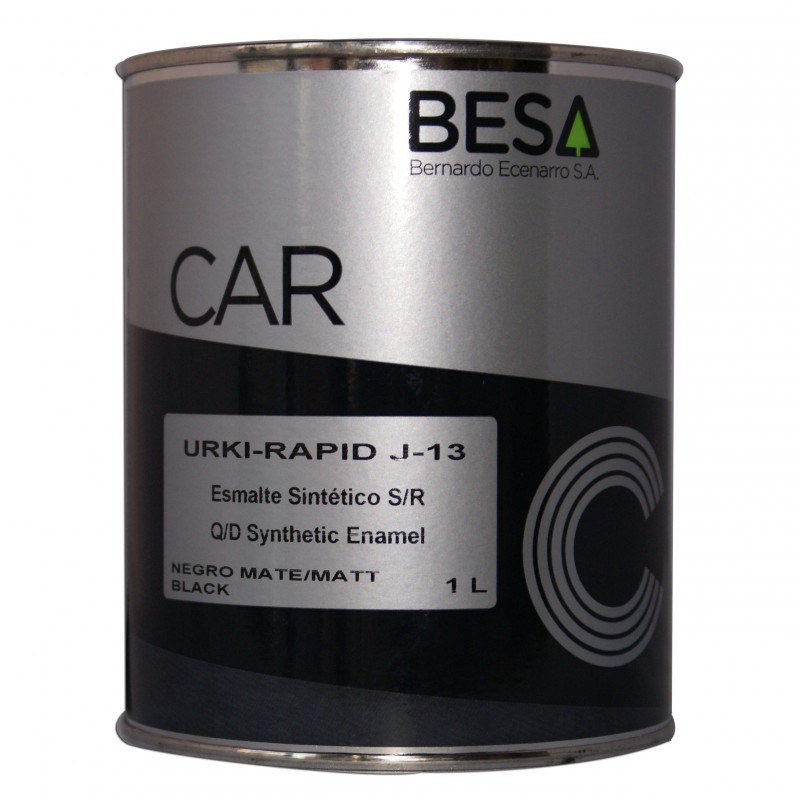 BESA
Bernardo Ecenarro S.A.
CAR
URKI-RAPID J-13
Esmalte Sintético S/R
Q/D Synthetic Enamel
NEGRO MATE/MATT
BLACK 1 L